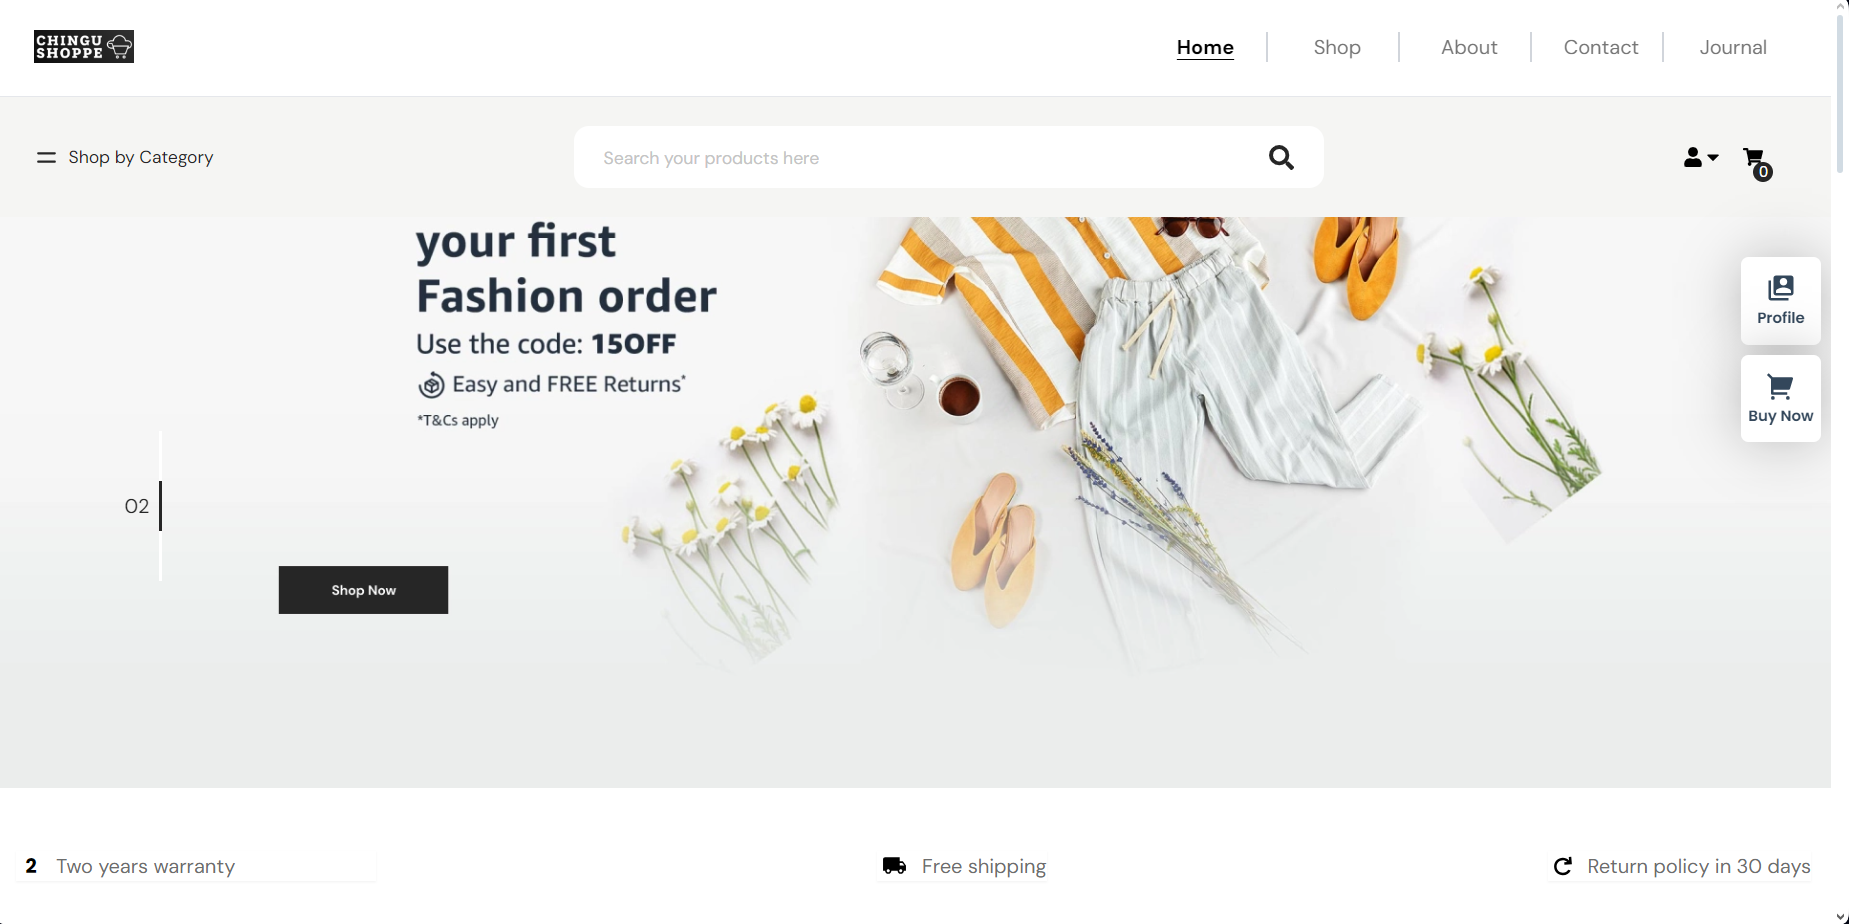 CHINGU
SHOPPE
Home
Shop
About
Contact
Journal
Shop by Category
Search your products here
0
your first
Fashion order
Use the code: 15OFF
Easy and FREE Returns*
*T&Cs apply
Profile
Buy Now
02
Shop Now
2 Two years warranty
Free shipping
Return policy in 30 days